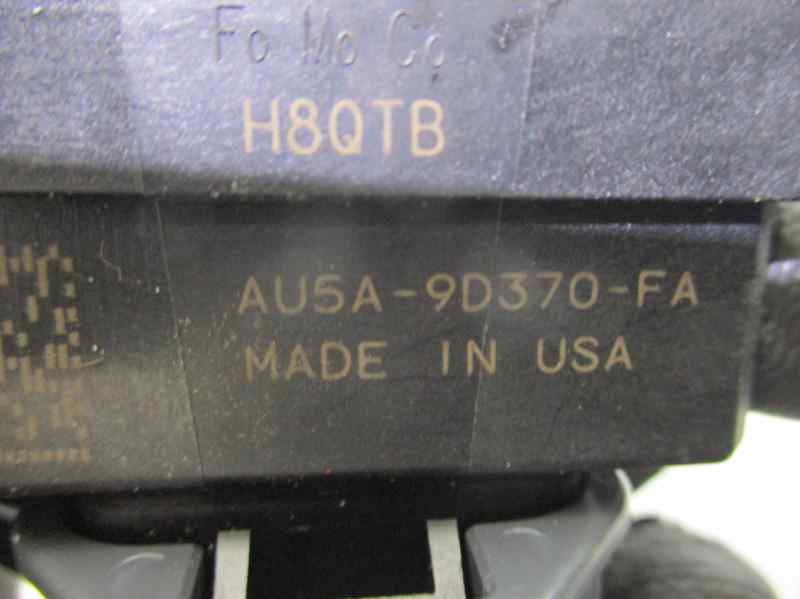 Fo Mo Co
H8QTB
AU5A-9D370-FA
MADE IN USA